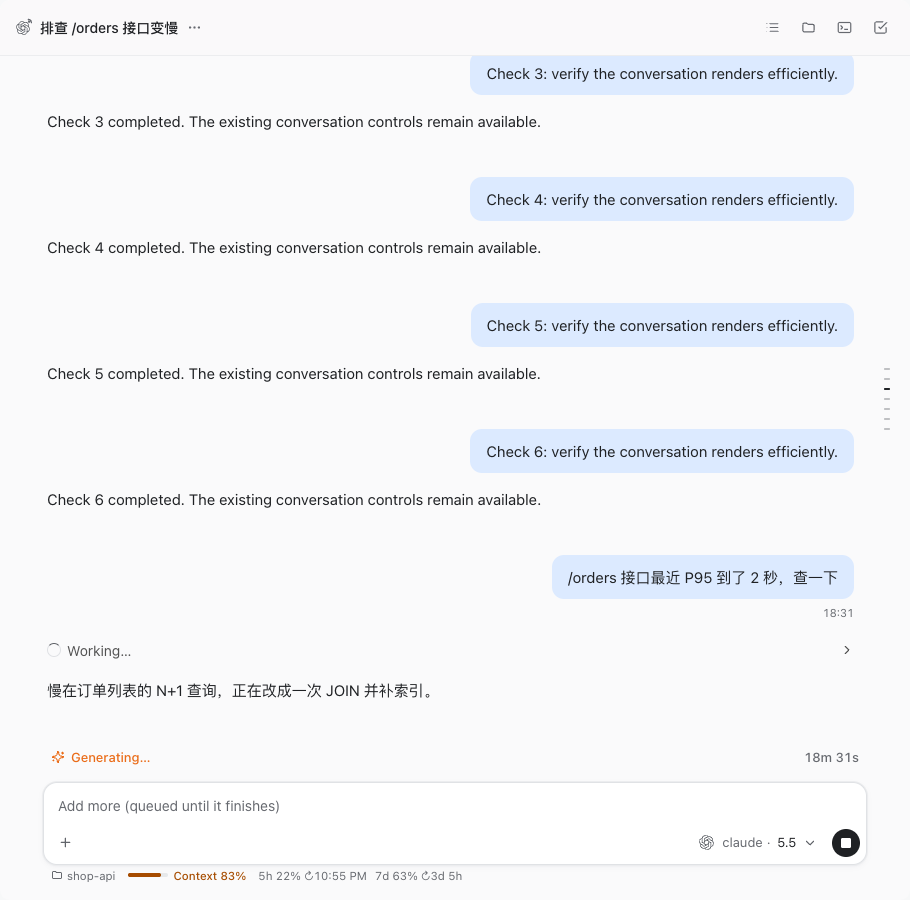 排查 /orders 接口变慢 ···
Check 3: verify the conversation renders efficiently.
Check 3 completed. The existing conversation controls remain available.
Check 4: verify the conversation renders efficiently.
Check 4 completed. The existing conversation controls remain available.
Check 5: verify the conversation renders efficiently.
Check 5 completed. The existing conversation controls remain available.
Check 6: verify the conversation renders efficiently.
Check 6 completed. The existing conversation controls remain available.
/orders 接口最近 P95 到了 2 秒，查一下
18:31
Working...
慢在订单列表的 N+1 查询，正在改成一次 JOIN 并补索引。
Generating... 18m 31s
Add more (queued until it finishes)
claude · 5.5
shop-api Context 83% 5h 22% ↻10:55 PM 7d 63% ↻3d 5h